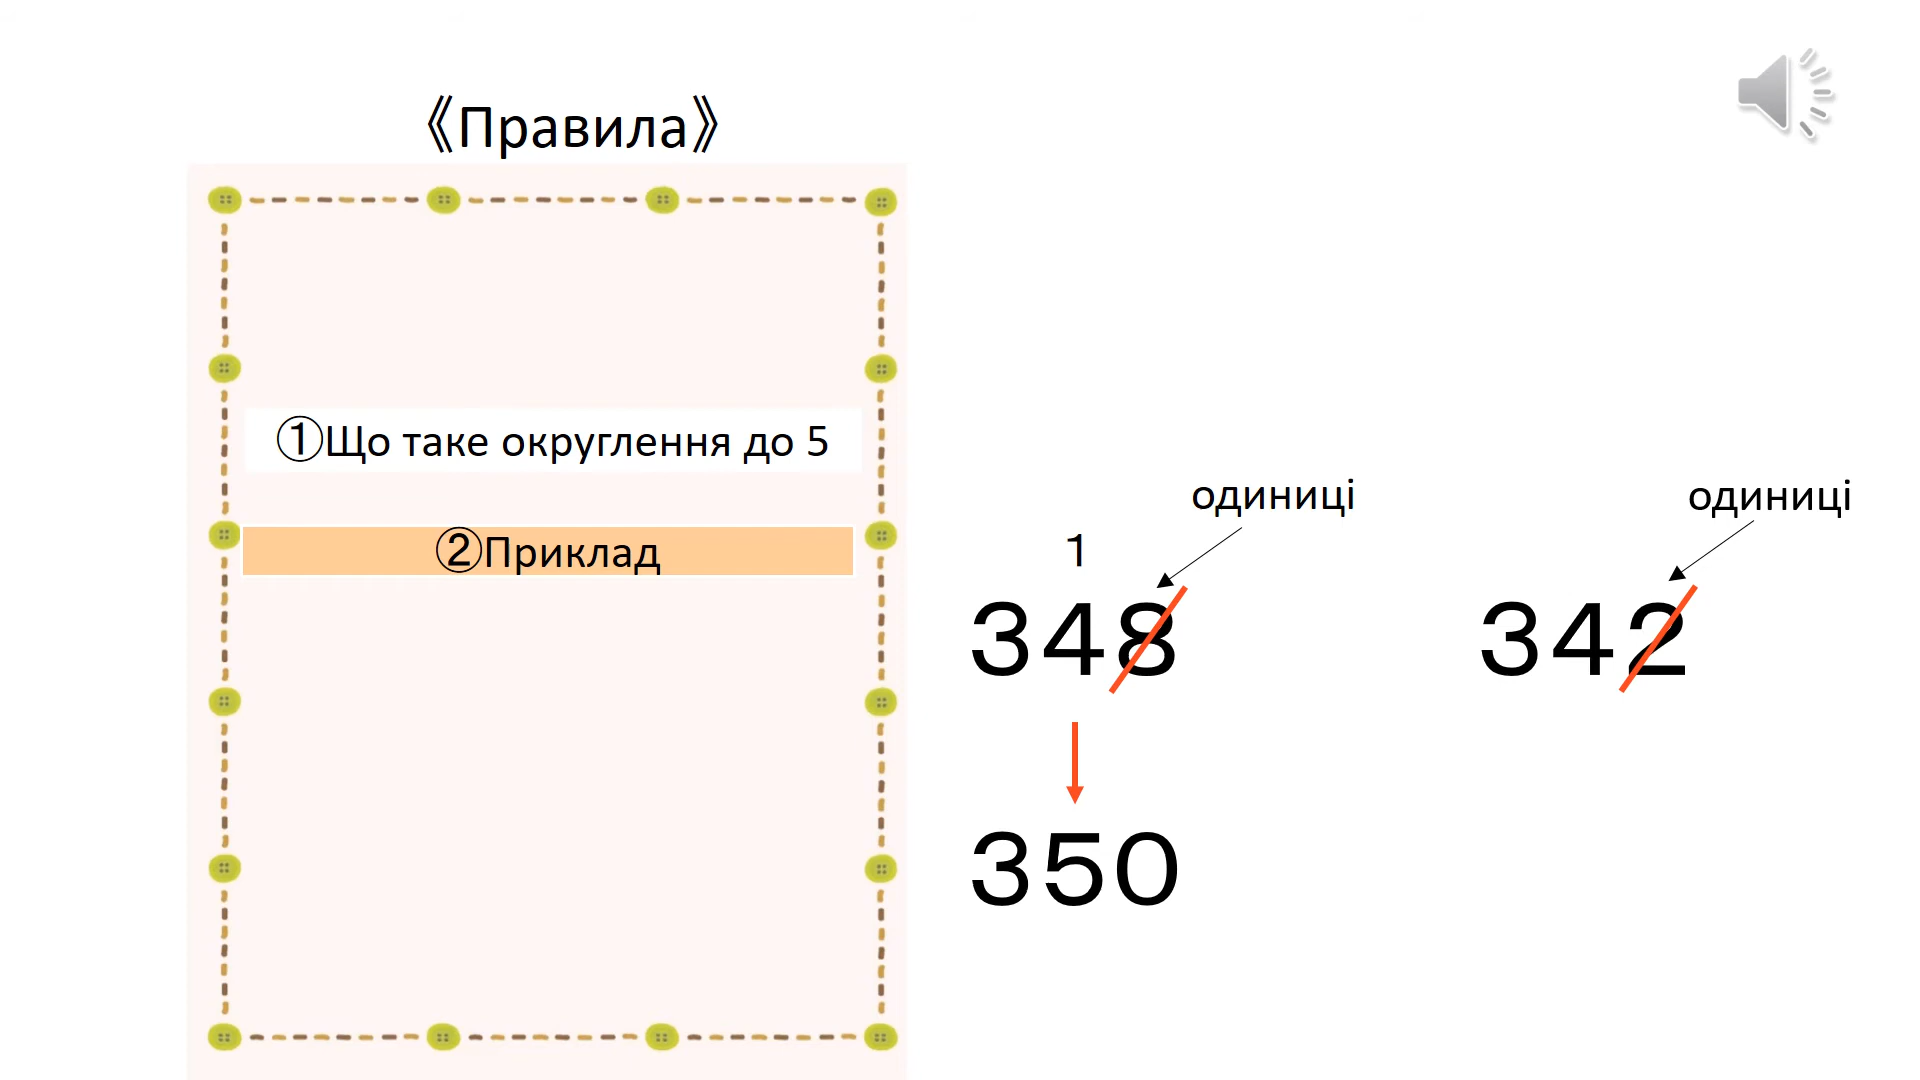 《Правила》
①Що таке округлення до 5
②Приклад
одиниці
1
348
350
одиниці
342